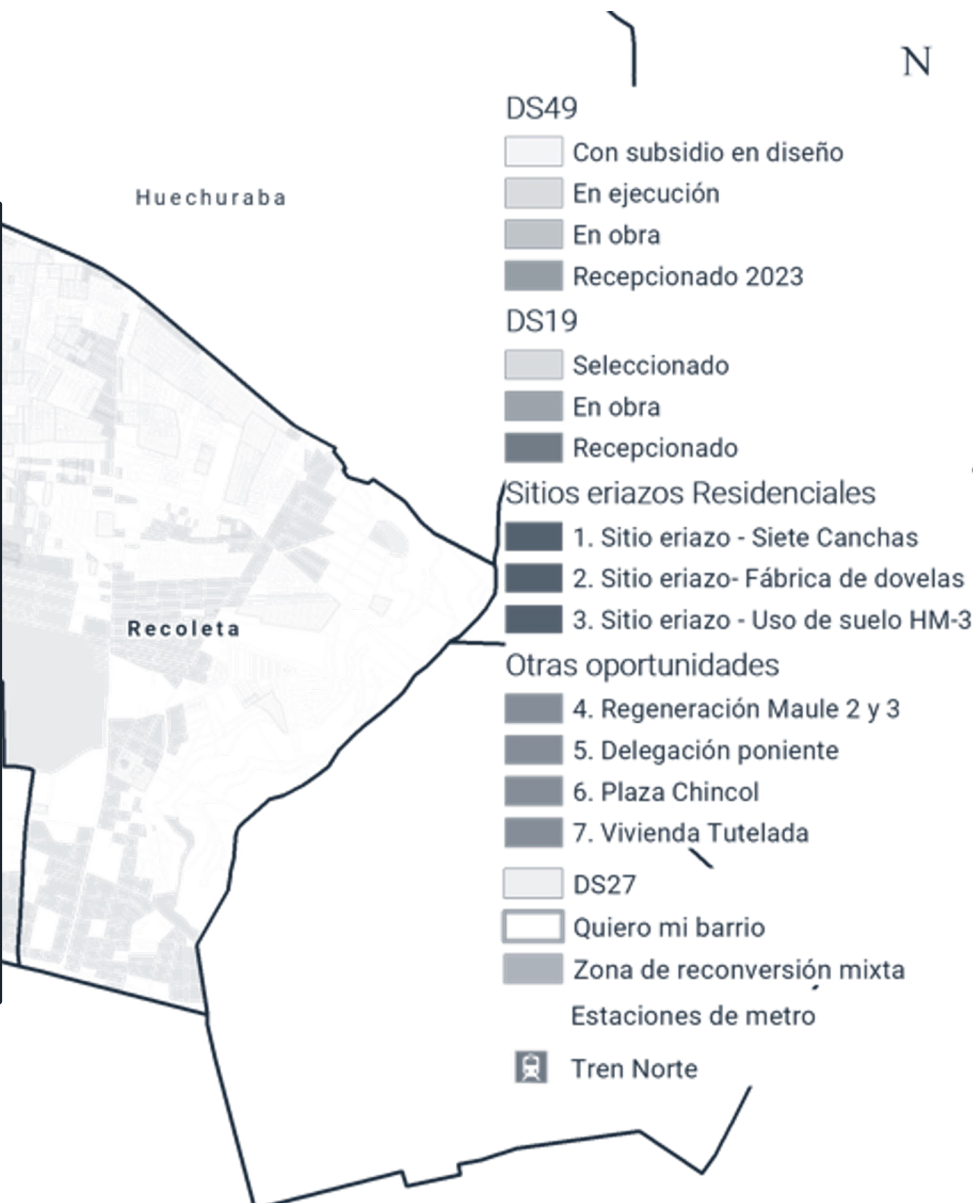 N
DS49
Con subsidio en diseño
Huechuraba
En ejecución
En obra
Recepcionado 2023
DS19
Seleccionado
En obra
Recepcionado
Sitios eriazos Residenciales
1. Sitio eriazo - Siete Canchas
2. Sitio eriazo- Fábrica de dovelas
3. Sitio eriazo - Uso de suelo HM-3
Recoleta
Otras oportunidades
4. Regeneración Maule 2 y 3
5. Delegación poniente
6. Plaza Chincol
7. Vivienda Tutelada
DS27
Quiero mi barrio
Zona de reconversión mixta
Estaciones de metro
Tren Norte